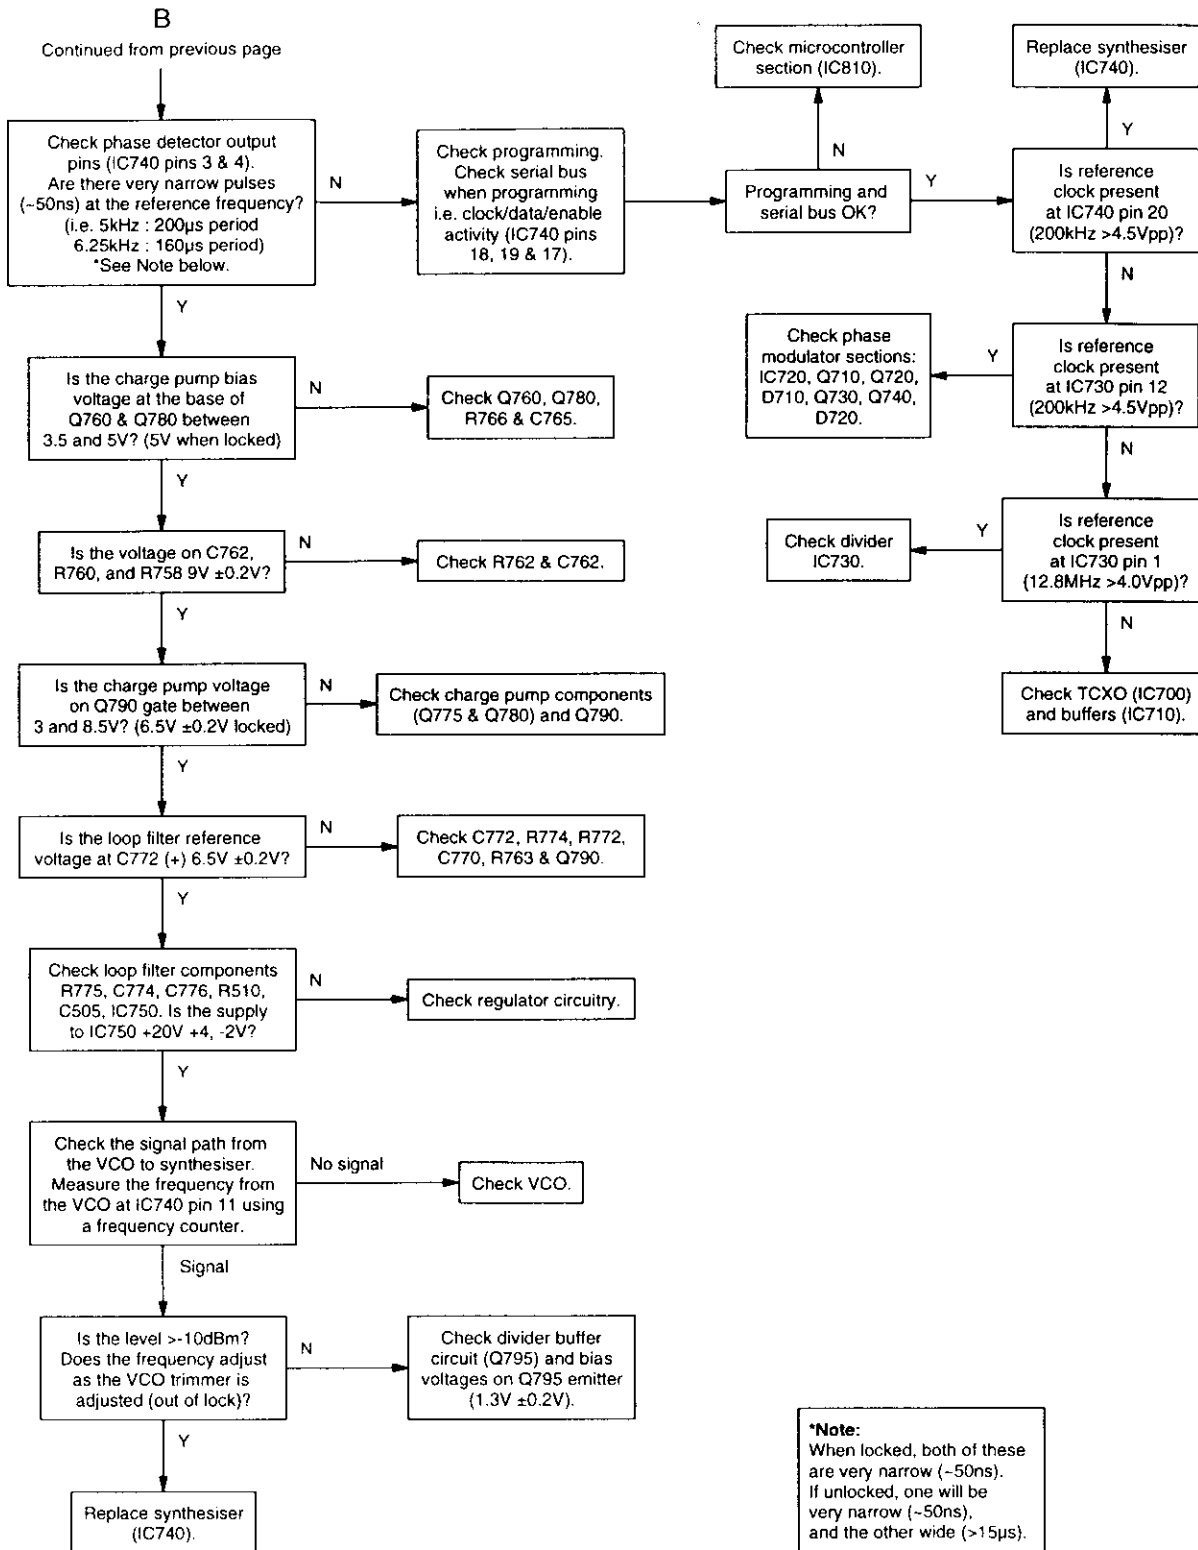 B
Continued from previous page
Check phase detector output
pins (IC740 pins 3 & 4).
Are there very narrow pulses
(~50ns) at the reference frequency?
(i.e. 5kHz : 200µs period
6.25kHz : 160µs period)
*See Note below.
N
Y
Check programming.
Check serial bus
when programming
i.e. clock/data/enable
activity (IC740 pins
18, 19 & 17).
Programming and
serial bus OK?
N
Y
Check microcontroller
section (IC810).
Replace synthesiser
(IC740).
Y
Is reference
clock present
at IC740 pin 20
(200kHz >4.5Vpp)?
N
Is reference
clock present
at IC730 pin 12
(200kHz >4.5Vpp)?
Y
Check phase
modulator sections:
IC720, Q710, Q720,
D710, Q730, Q740,
D720.
N
Is reference
clock present
at IC730 pin 1
(12.8MHz >4.0Vpp)?
Y
Check divider
IC730.
N
Check TCXO (IC700)
and buffers (IC710).
Is the charge pump bias
voltage at the base of
Q760 & Q780 between
3.5 and 5V? (5V when locked)
N
Check Q760, Q780,
R766 & C765.
Y
Is the voltage on C762,
R760, and R758 9V ±0.2V?
N
Check R762 & C762.
Y
Is the charge pump voltage
on Q790 gate between
3 and 8.5V? (6.5V ±0.2V locked)
N
Check charge pump components
(Q775 & Q780) and Q790.
Y
Is the loop filter reference
voltage at C772 (+) 6.5V ±0.2V?
N
Check C772, R774, R772,
C770, R763 & Q790.
Y
Check loop filter components
R775, C774, C776, R510,
C505, IC750. Is the supply
to IC750 +20V +4, -2V?
N
Check regulator circuitry.
Y
Check the signal path from
the VCO to synthesiser.
Measure the frequency from
the VCO at IC740 pin 11 using
a frequency counter.
No signal
Check VCO.
Signal
Is the level >-10dBm?
Does the frequency adjust
as the VCO trimmer is
adjusted (out of lock)?
N
Check divider buffer
circuit (Q795) and bias
voltages on Q795 emitter
(1.3V ±0.2V).
Y
Replace synthesiser
(IC740).
*Note:
When locked, both of these
are very narrow (~50ns).
If unlocked, one will be
very narrow (~50ns),
and the other wide (>15µs).